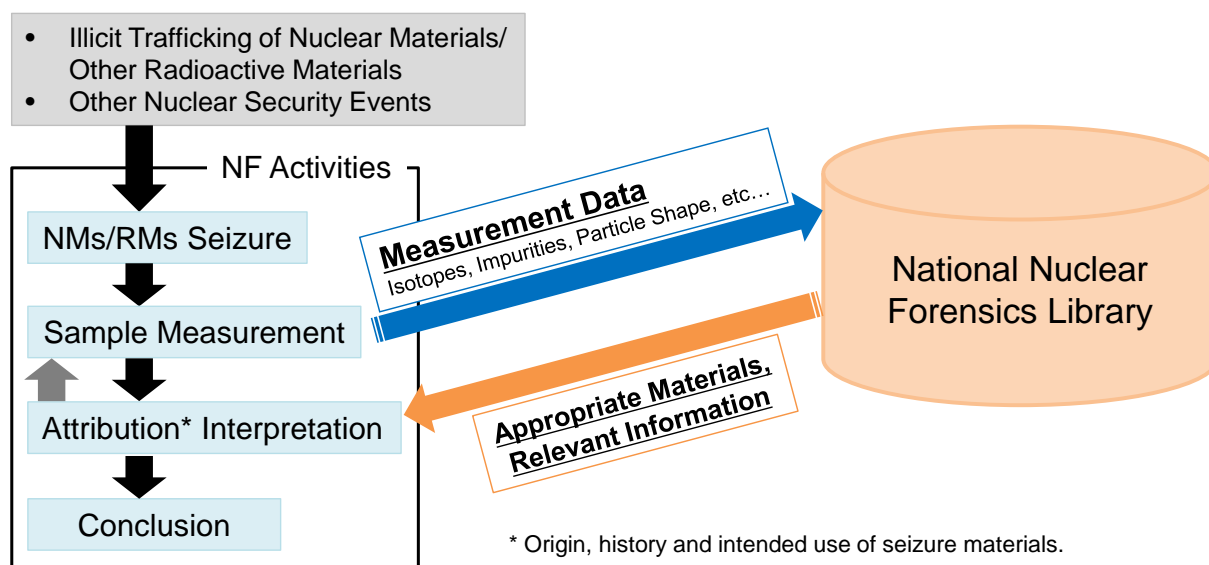 • Illicit Trafficking of Nuclear Materials/
Other Radioactive Materials
• Other Nuclear Security Events
NF Activities
NMs/RMs Seizure
Sample Measurement
Attribution* Interpretation
Conclusion
Measurement Data
Isotopes, Impurities, Particle Shape, etc…
Appropriate Materials,
Relevant Information
National Nuclear
Forensics Library
* Origin, history and intended use of seizure materials.